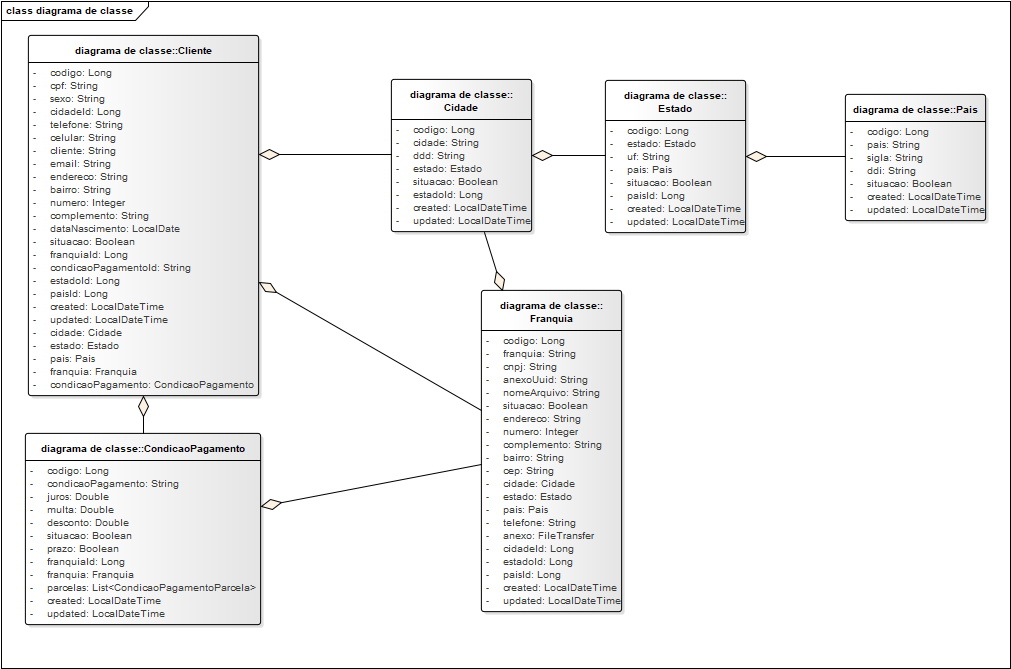 class diagrama de classe
diagrama de classe::Cliente
- codigo: Long
- cpf: String
- sexo: String
- cidadeId: Long
- telefone: String
- celular: String
- cliente: String
- email: String
- endereco: String
- bairro: String
- numero: Integer
- complemento: String
- dataNascimento: LocalDate
- situacao: Boolean
- franquiaId: Long
- condicaoPagamentoId: String
- estadoId: Long
- paisId: Long
- created: LocalDateTime
- updated: LocalDateTime
- cidade: Cidade
- estado: Estado
- pais: Pais
- franquia: Franquia
- condicaoPagamento: CondicaoPagamento
diagrama de classe::
Cidade
- codigo: Long
- cidade: String
- ddd: String
- estado: Estado
- situacao: Boolean
- estadoId: Long
- created: LocalDateTime
- updated: LocalDateTime
diagrama de classe::
Estado
- codigo: Long
- estado: Estado
- uf: String
- pais: Pais
- situacao: Boolean
- paisId: Long
- created: LocalDateTime
- updated: LocalDateTime
diagrama de classe::Pais
- codigo: Long
- pais: String
- sigla: String
- ddi: String
- situacao: Boolean
- created: LocalDateTime
- updated: LocalDateTime
diagrama de classe::
Franquia
- codigo: Long
- franquia: String
- cnpj: String
- anexoUuid: String
- nomeArquivo: String
- situacao: Boolean
- endereco: String
- numero: Integer
- complemento: String
- bairro: String
- cep: String
- cidade: Cidade
- estado: Estado
- pais: Pais
- telefone: String
- anexo: FileTransfer
- cidadeId: Long
- estadoId: Long
- paisId: Long
- created: LocalDateTime
- updated: LocalDateTime
diagrama de classe::CondicaoPagamento
- codigo: Long
- condicaoPagamento: String
- juros: Double
- multa: Double
- desconto: Double
- situacao: Boolean
- prazo: Boolean
- franquiaId: Long
- franquia: Franquia
- parcelas: List<CondicaoPagamentoParcela>
- created: LocalDateTime
- updated: LocalDateTime